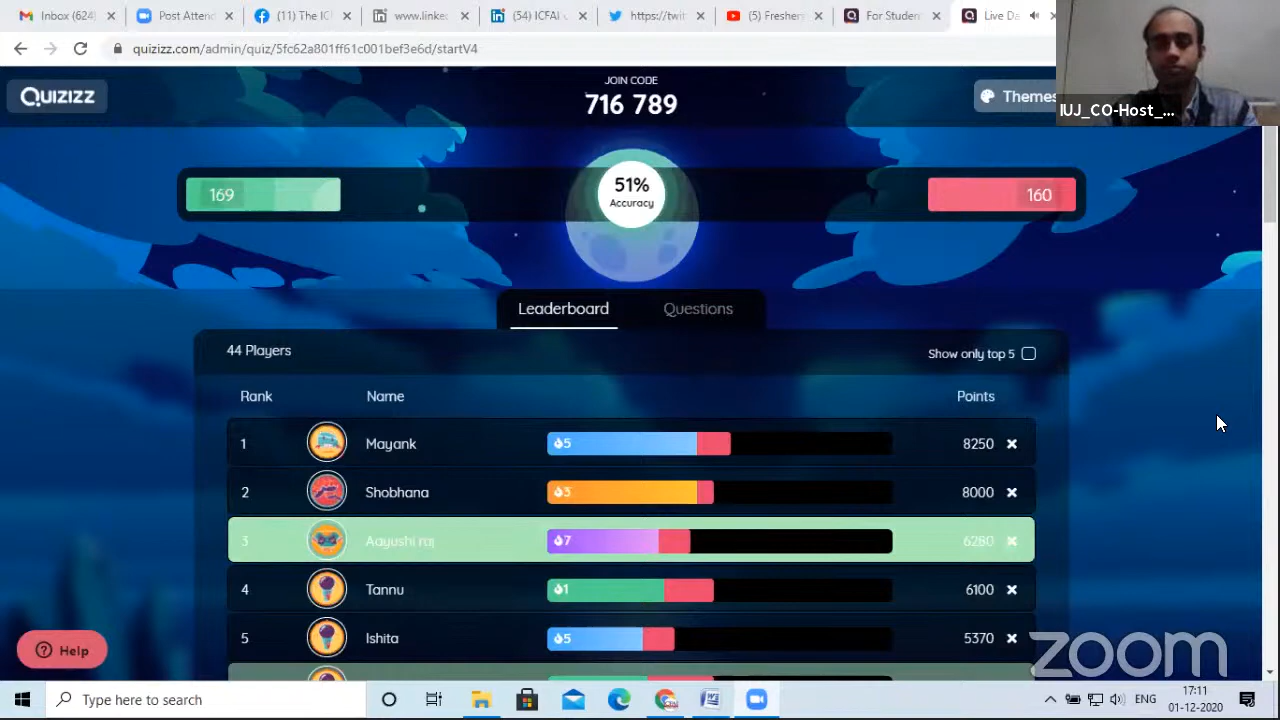 Inbox (624)
Post Attend
(11) The IC
www.linke
(54) ICFAI
https://twit
(5) Freshers
For Studen
Live Da
quizizz.com/admin/quiz/5fc62a801ff61c001bef3e6d/startV4
Quizizz
JOIN CODE
716 789
Themes
IUJ_CO-Host_...
169
51%
Accuracy
160
Leaderboard
Questions
44 Players
Show only top 5
Rank Name Points
1 Mayank 5 8250
2 Shobhana 3 8000
3 Aayushi raj 7 6280
4 Tannu 1 6100
5 Ishita 5 5370
Help
zoom
Type here to search
ENG
17:11
01-12-2020